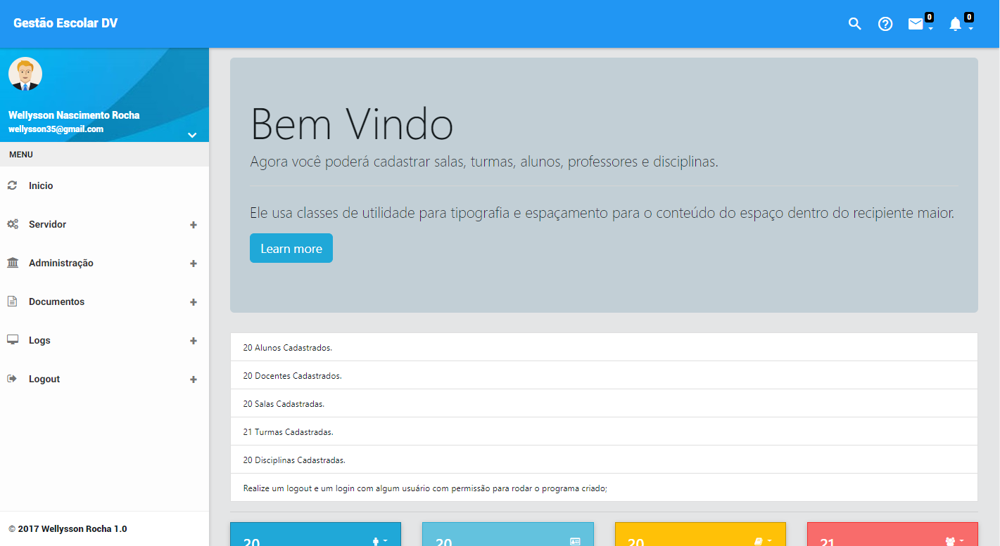 Gestão Escolar DV
0
0
Wellysson Nascimento Rocha
wellysson35@gmail.com
MENU
Inicio
Servidor
Administração
Documentos
Logs
Logout
© 2017 Wellysson Rocha 1.0
Bem Vindo
Agora você poderá cadastrar salas, turmas, alunos, professores e disciplinas.
Ele usa classes de utilidade para tipografia e espaçamento para o conteúdo do espaço dentro do recipiente maior.
Learn more
20 Alunos Cadastrados.
20 Docentes Cadastrados.
20 Salas Cadastradas.
21 Turmas Cadastradas.
20 Disciplinas Cadastradas.
Realize um logout e um login com algum usuário com permissão para rodar o programa criado;
20
20
20
21